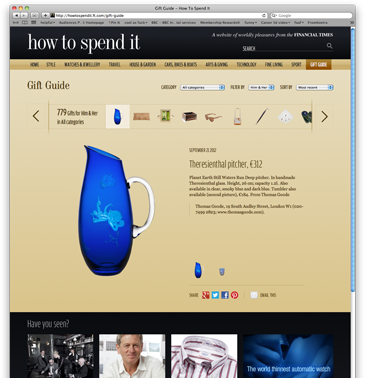 Gift Guide – How To Spend It
http://howtospendit.ft.com/gift-guide
how to spend it
A website of worldly pleasures from the FINANCIAL TIMES
SEARCH
HOME STYLE WATCHES & JEWELLERY TRAVEL HOUSE & GARDEN CARS, BIKES & BOATS ARTS & GIVING TECHNOLOGY FINE LIVING SPORT GIFT GUIDE
Gift Guide
CATEGORY All categories FILTER BY Him & Her SORT BY Most recent
779 Gifts for Him & Her
in All categories
SEPTEMBER 21 2012
Theresienthal pitcher, €312
Planet Earth Still Waters Run Deep pitcher. In handmade
Theresienthal glass. Height, 26 cm; capacity 1.2l. Also
available in clear, smoky blue and dark blue. Tumbler also
available (second picture), €184. From Thomas Goode
Thomas Goode, 19 South Audley Street, London W1 (020-
7499 2823; www.thomasgoode.com).
SHARE
EMAIL THIS
Have you seen?
The world thinnest automatic watch